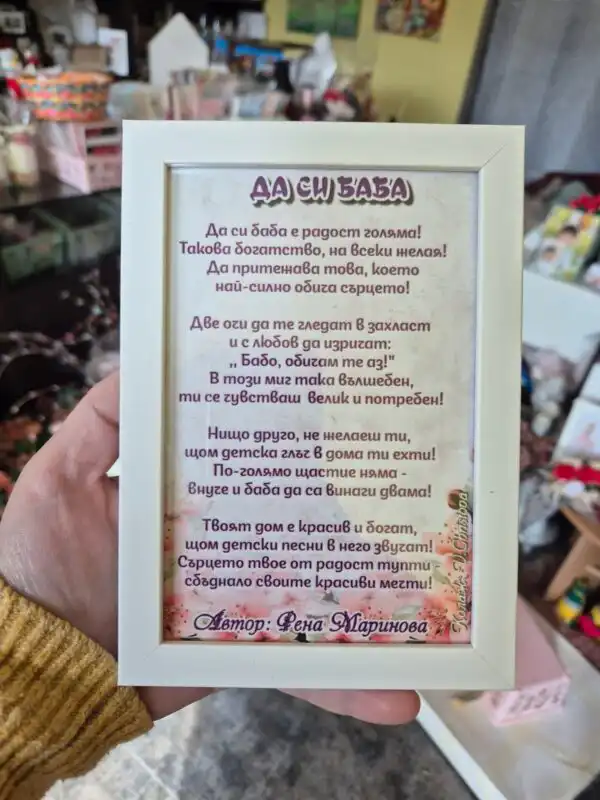 ДА СИ БАБА
Да си баба е радост голяма!
Такова богатство, на всеки желая!
Да притежава това, което
най-силно обича сърцето!
Две очи да те гледат в захласт
и с любов да изричат:
,, Бабо, обичам те аз!"
В този миг така вълшебен,
ти се чувстваш велик и потребен!
Нищо друго, не желаеш ти,
щом детска глъч в дома ти ехти!
По-голямо щастие няма -
внуче и баба да са винаги двама!
Твоят дом е красив и богат,
щом детски песни в него звучат!
Сърцето твое от радост тупти -
сбъднало своите красиви мечти!
Автор: Рена Маринова